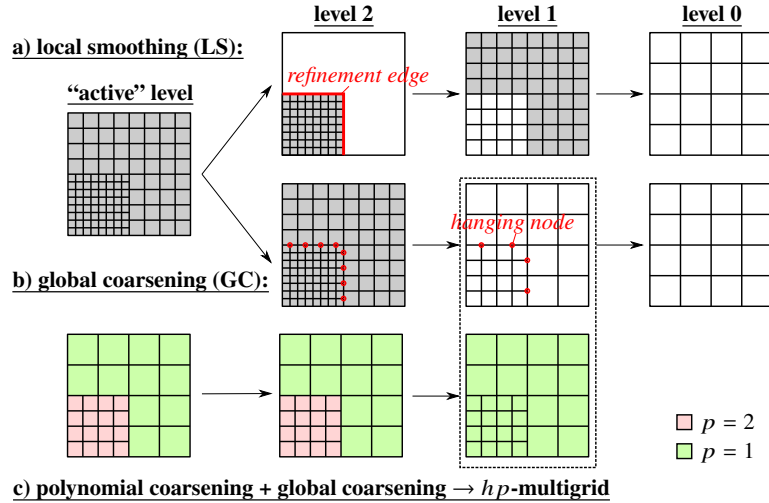 level 2 level 1 level 0
a) local smoothing (LS):
refinement edge
“active” level
hanging node
b) global coarsening (GC):
p = 2
p = 1
c) polynomial coarsening + global coarsening → hp-multigrid